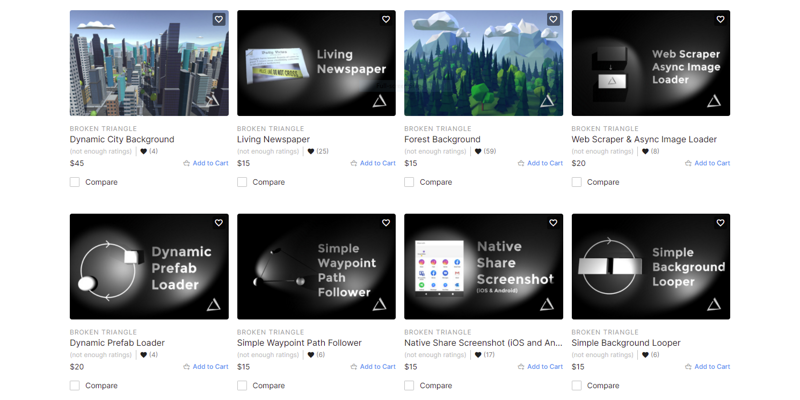 Living
Newspaper
Web Scraper
Async Image
Loader
BROKEN TRIANGLE
Dynamic City Background
(not enough ratings) (4)
$45 Add to Cart
Compare
BROKEN TRIANGLE
Living Newspaper
(not enough ratings) (25)
$15 Add to Cart
Compare
BROKEN TRIANGLE
Forest Background
(not enough ratings) (59)
$15 Add to Cart
Compare
BROKEN TRIANGLE
Web Scraper & Async Image Loader
(not enough ratings) (8)
$20 Add to Cart
Compare
Dynamic
Prefab
Loader
Simple
Waypoint
Path
Follower
Native
Share
Screenshot
(iOS & Android)
Simple
Background
Looper
BROKEN TRIANGLE
Dynamic Prefab Loader
(not enough ratings) (4)
$20 Add to Cart
Compare
BROKEN TRIANGLE
Simple Waypoint Path Follower
(not enough ratings) (6)
$15 Add to Cart
Compare
BROKEN TRIANGLE
Native Share Screenshot (iOS and An...
(not enough ratings) (17)
$15 Add to Cart
Compare
BROKEN TRIANGLE
Simple Background Looper
(not enough ratings) (6)
$15 Add to Cart
Compare